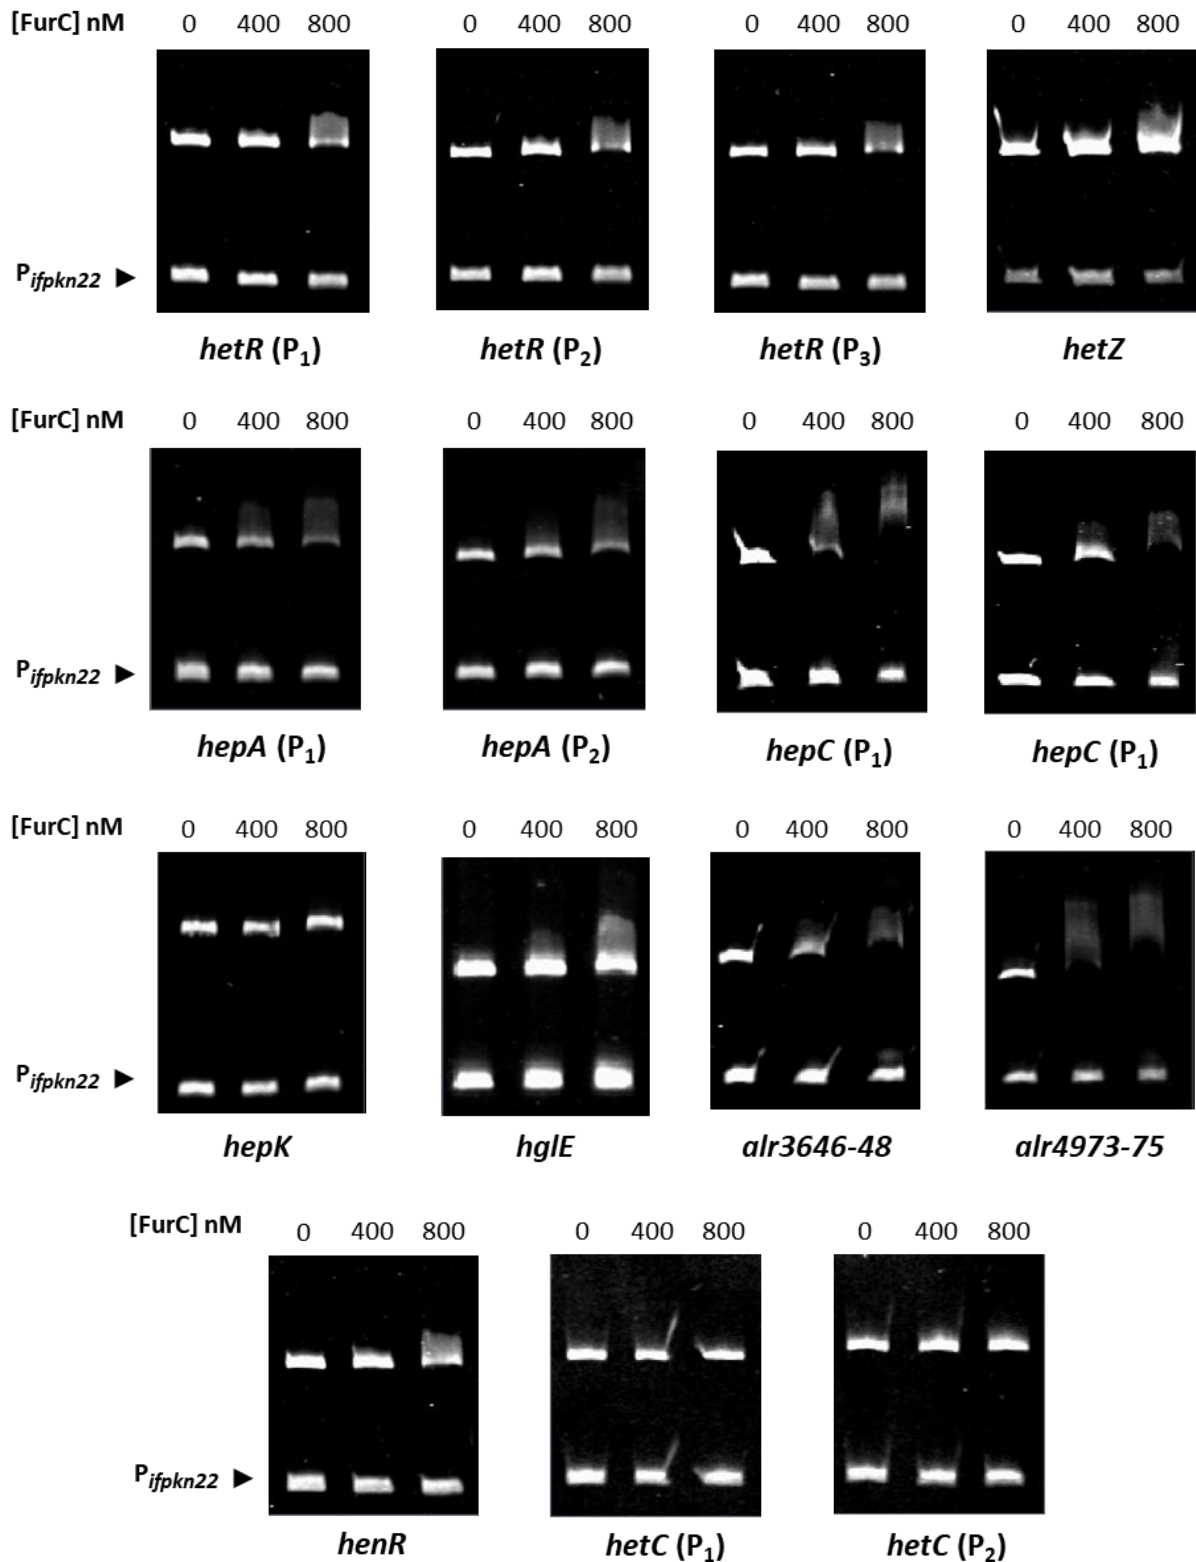 [FurC] nM 0 400 800 0 400 800 0 400 800 0 400 800
P_ifpkn22 ►
hetR (P₁) hetR (P₂) hetR (P₃) hetZ
[FurC] nM 0 400 800 0 400 800 0 400 800 0 400 800
P_ifpkn22 ►
hepA (P₁) hepA (P₂) hepC (P₁) hepC (P₁)
[FurC] nM 0 400 800 0 400 800 0 400 800 0 400 800
P_ifpkn22 ►
hepK hglE alr3646-48 alr4973-75
[FurC] nM 0 400 800 0 400 800 0 400 800
P_ifpkn22 ►
henR hetC (P₁) hetC (P₂)